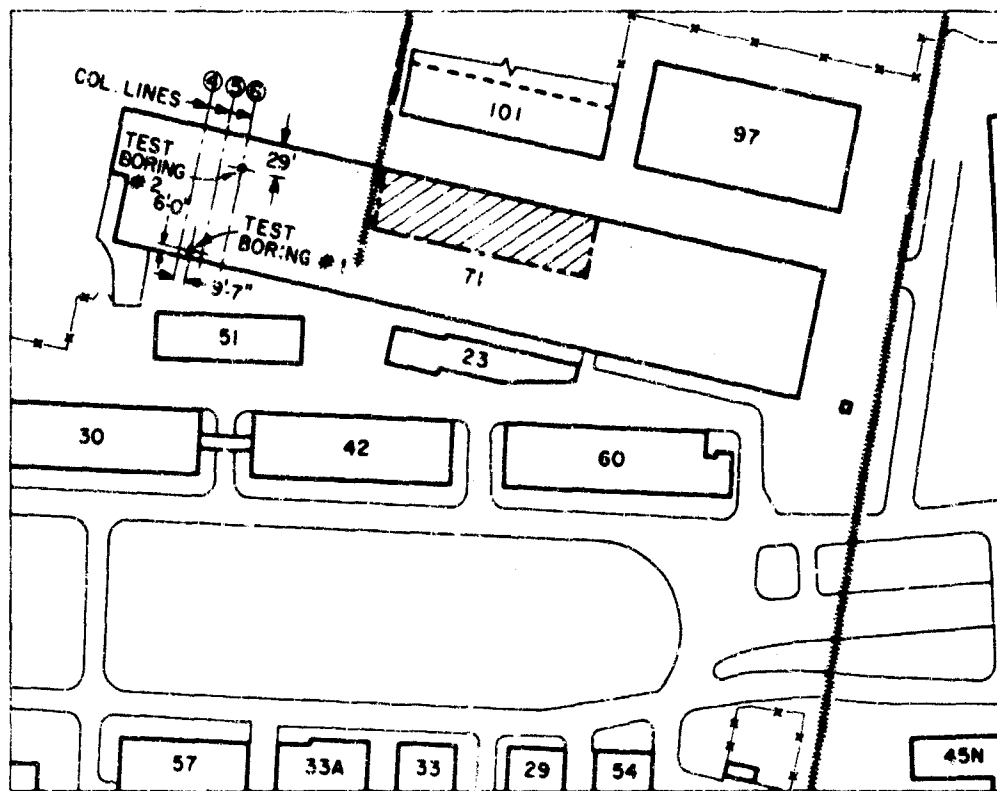 COL. LINES
4 5 6
101
97
TEST
BORING
# 2
29'
6'-0"
TEST
BORING # 1
9'-7"
71
51
23
30
42
60
57
33A
33
29
54
45N